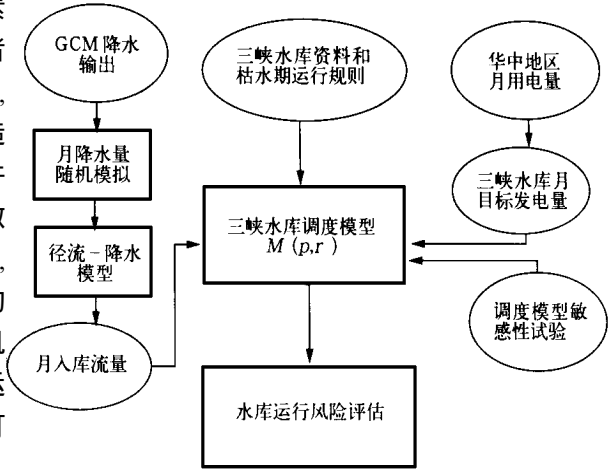 GCM 降水
输出
月降水量
随机模拟
径流－降水
模型
月入库流量
三峡水库资料和
枯水期运行规则
三峡水库调度模型
M (p,r )
水库运行风险评估
华中地区
月用电量
三峡水库月
目标发电量
调度模型敏
感性试验